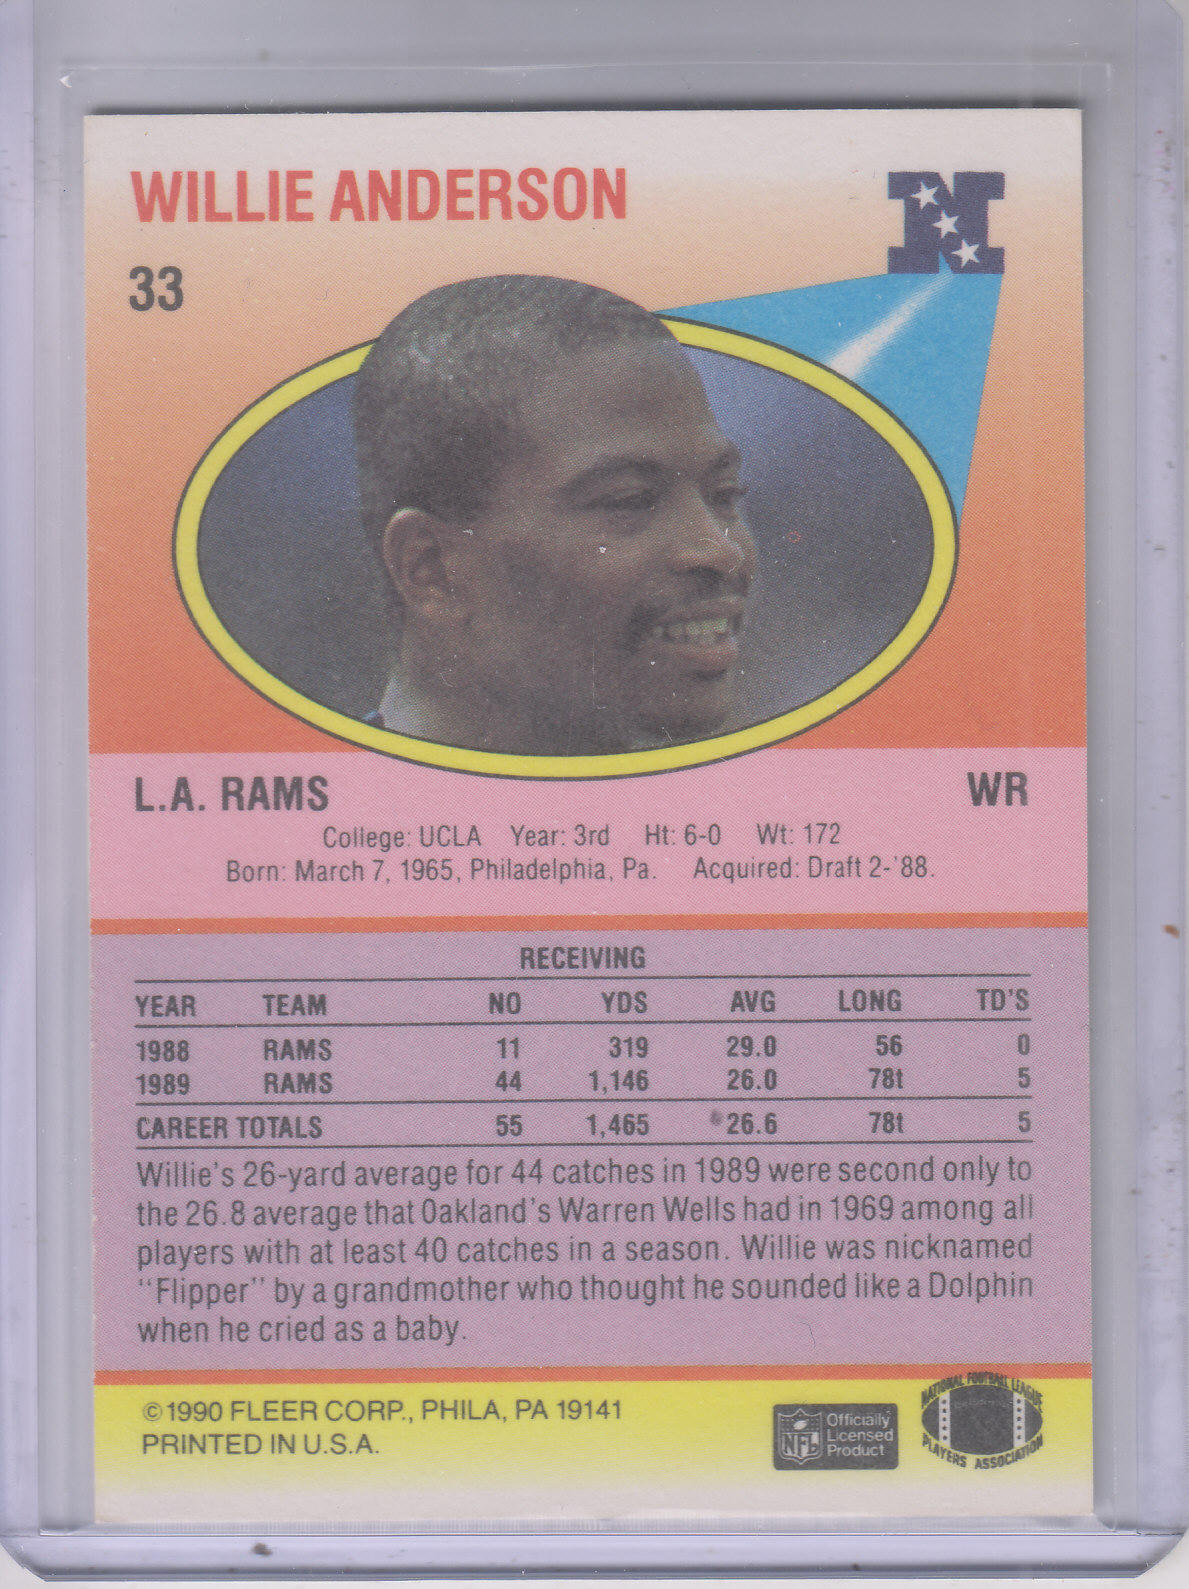 WILLIE ANDERSON
33
L.A. RAMS WR
College: UCLA Year: 3rd Ht: 6-0 Wt: 172
Born: March 7, 1965, Philadelphia, Pa. Acquired: Draft 2-'88.
RECEIVING
YEAR TEAM NO YDS AVG LONG TD'S
1988 RAMS 11 319 29.0 56 0
1989 RAMS 44 1,146 26.0 78t 5
CAREER TOTALS 55 1,465 26.6 78t 5
Willie's 26-yard average for 44 catches in 1989 were second only to
the 26.8 average that Oakland's Warren Wells had in 1969 among all
players with at least 40 catches in a season. Willie was nicknamed
"Flipper" by a grandmother who thought he sounded like a Dolphin
when he cried as a baby.
©1990 FLEER CORP., PHILA, PA 19141
PRINTED IN U.S.A.
NFL
Officially
Licensed
Product
NATIONAL FOOTBALL LEAGUE
PLAYERS ASSOCIATION